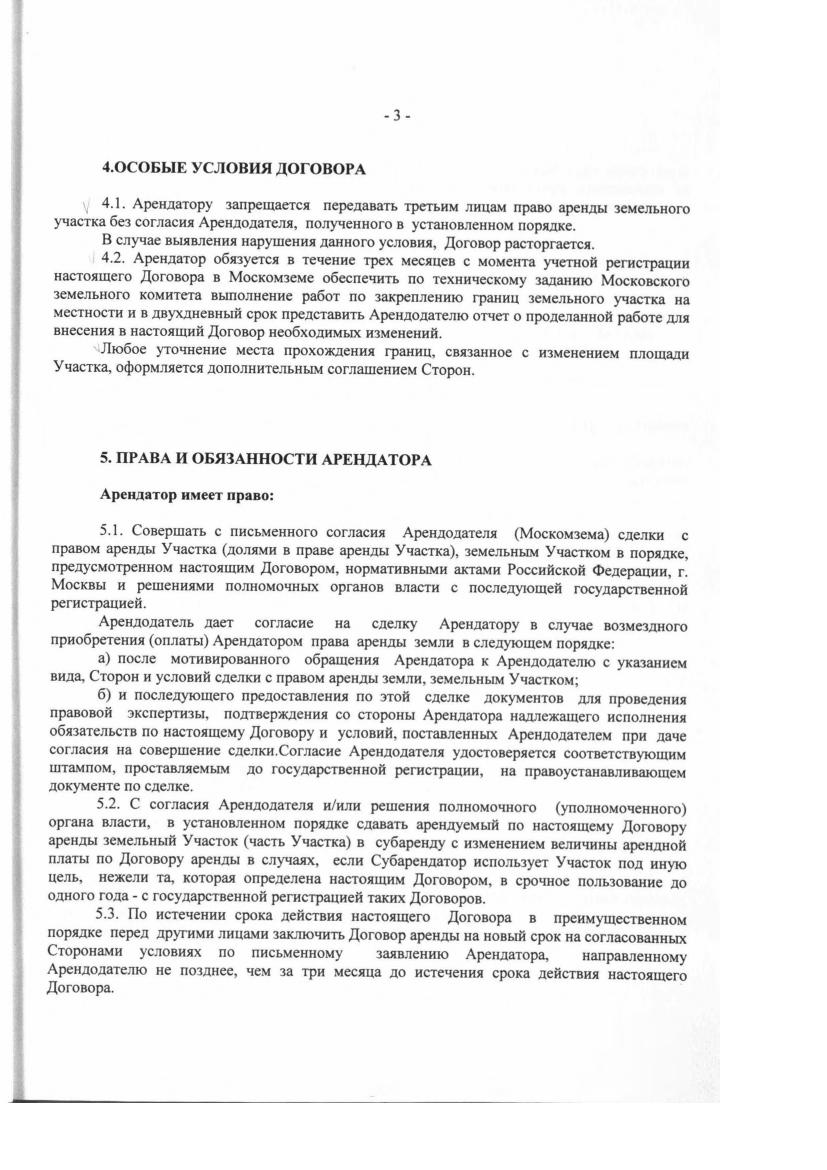 - 3 -
4.ОСОБЫЕ УСЛОВИЯ ДОГОВОРА
4.1. Арендатору запрещается передавать третьим лицам право аренды земельного
участка без согласия Арендодателя, полученного в установленном порядке.
В случае выявления нарушения данного условия, Договор расторгается.
4.2. Арендатор обязуется в течение трех месяцев с момента учетной регистрации
настоящего Договора в Москомземе обеспечить по техническому заданию Московского
земельного комитета выполнение работ по закреплению границ земельного участка на
местности и в двухдневный срок представить Арендодателю отчет о проделанной работе для
внесения в настоящий Договор необходимых изменений.
Любое уточнение места прохождения границ, связанное с изменением площади
Участка, оформляется дополнительным соглашением Сторон.
5. ПРАВА И ОБЯЗАННОСТИ АРЕНДАТОРА
Арендатор имеет право:
5.1. Совершать с письменного согласия Арендодателя (Москомзема) сделки с
правом аренды Участка (долями в праве аренды Участка), земельным Участком в порядке,
предусмотренном настоящим Договором, нормативными актами Российской Федерации, г.
Москвы и решениями полномочных органов власти с последующей государственной
регистрацией.
Арендодатель дает согласие на сделку Арендатору в случае возмездного
приобретения (оплаты) Арендатором права аренды земли в следующем порядке:
а) после мотивированного обращения Арендатора к Арендодателю с указанием
вида, Сторон и условий сделки с правом аренды земли, земельным Участком;
б) и последующего предоставления по этой сделке документов для проведения
правовой экспертизы, подтверждения со стороны Арендатора надлежащего исполнения
обязательств по настоящему Договору и условий, поставленных Арендодателем при даче
согласия на совершение сделки.Согласие Арендодателя удостоверяется соответствующим
штампом, проставляемым до государственной регистрации, на правоустанавливающем
документе по сделке.
5.2. С согласия Арендодателя и/или решения полномочного (уполномоченного)
органа власти, в установленном порядке сдавать арендуемый по настоящему Договору
аренды земельный Участок (часть Участка) в субаренду с изменением величины арендной
платы по Договору аренды в случаях, если Субарендатор использует Участок под иную
цель, нежели та, которая определена настоящим Договором, в срочное пользование до
одного года - с государственной регистрацией таких Договоров.
5.3. По истечении срока действия настоящего Договора в преимущественном
порядке перед другими лицами заключить Договор аренды на новый срок на согласованных
Сторонами условиях по письменному заявлению Арендатора, направленному
Арендодателю не позднее, чем за три месяца до истечения срока действия настоящего
Договора.